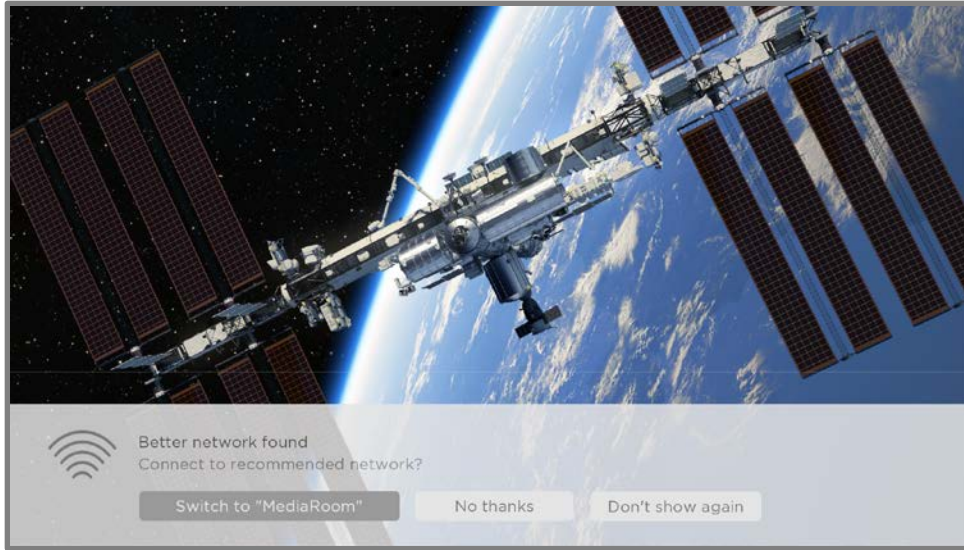 Better network found
Connect to recommended network?
Switch to "MediaRoom"
No thanks
Don't show again